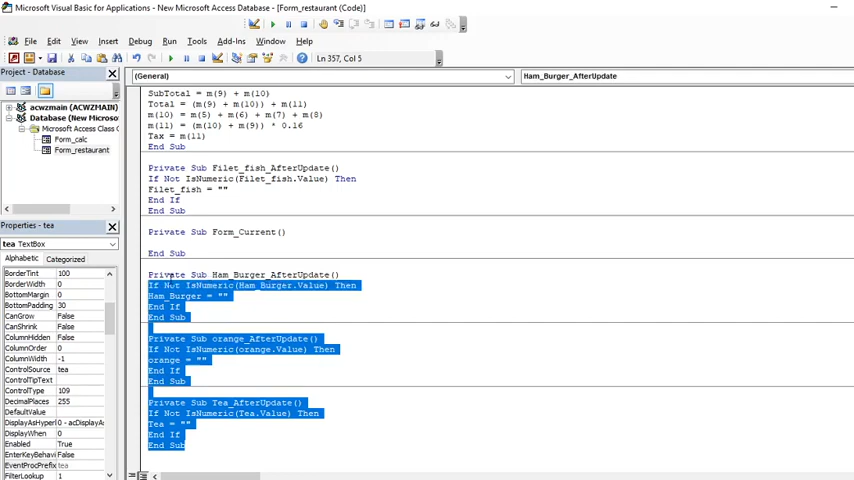 Microsoft Visual Basic for Applications - New Microsoft Access Database - [Form_restaurant (Code)]
File Edit View Insert Debug Run Tools Add-Ins Window Help
Ln 357, Col 5
Project - Database (New Micros
acwzmain (ACWZMAIN)
Database (New Micros
Microsoft Access Class O
Form_calc
Form_restaurant
Properties - tea
tea TextBox
Alphabetic Categorized
BorderTint 100
BorderWidth 0
BottomMargin 0
BottomPadding 30
CanGrow False
CanShrink False
ColumnHidden False
ColumnOrder 0
ColumnWidth -1
ControlSource tea
ControlTipText
ControlType 109
DecimalPlaces 255
DefaultValue
DisplayAsHyperl 0 - acDisplayAs
DisplayWhen 0
Enabled True
EnterKeyBehavi False
EventProcPrefix tea
FilterLookup 1
(General) Ham_Burger_AfterUpdate
SubTotal = m(9) + m(10)
Total = (m(9) + m(10)) + m(11)
m(10) = m(5) + m(6) + m(7) + m(8)
m(11) = (m(10) + m(9)) * 0.16
Tax = m(11)
End Sub
Private Sub Filet_fish_AfterUpdate()
If Not IsNumeric(Filet_fish.Value) Then
Filet_fish = ""
End If
End Sub
Private Sub Form_Current()
End Sub
Private Sub Ham_Burger_AfterUpdate()
If Not IsNumeric(Ham_Burger.Value) Then
Ham_Burger = ""
End If
End Sub
Private Sub orange_AfterUpdate()
If Not IsNumeric(orange.Value) Then
orange = ""
End If
End Sub
Private Sub Tea_AfterUpdate()
If Not IsNumeric(Tea.Value) Then
Tea = ""
End If
End Sub